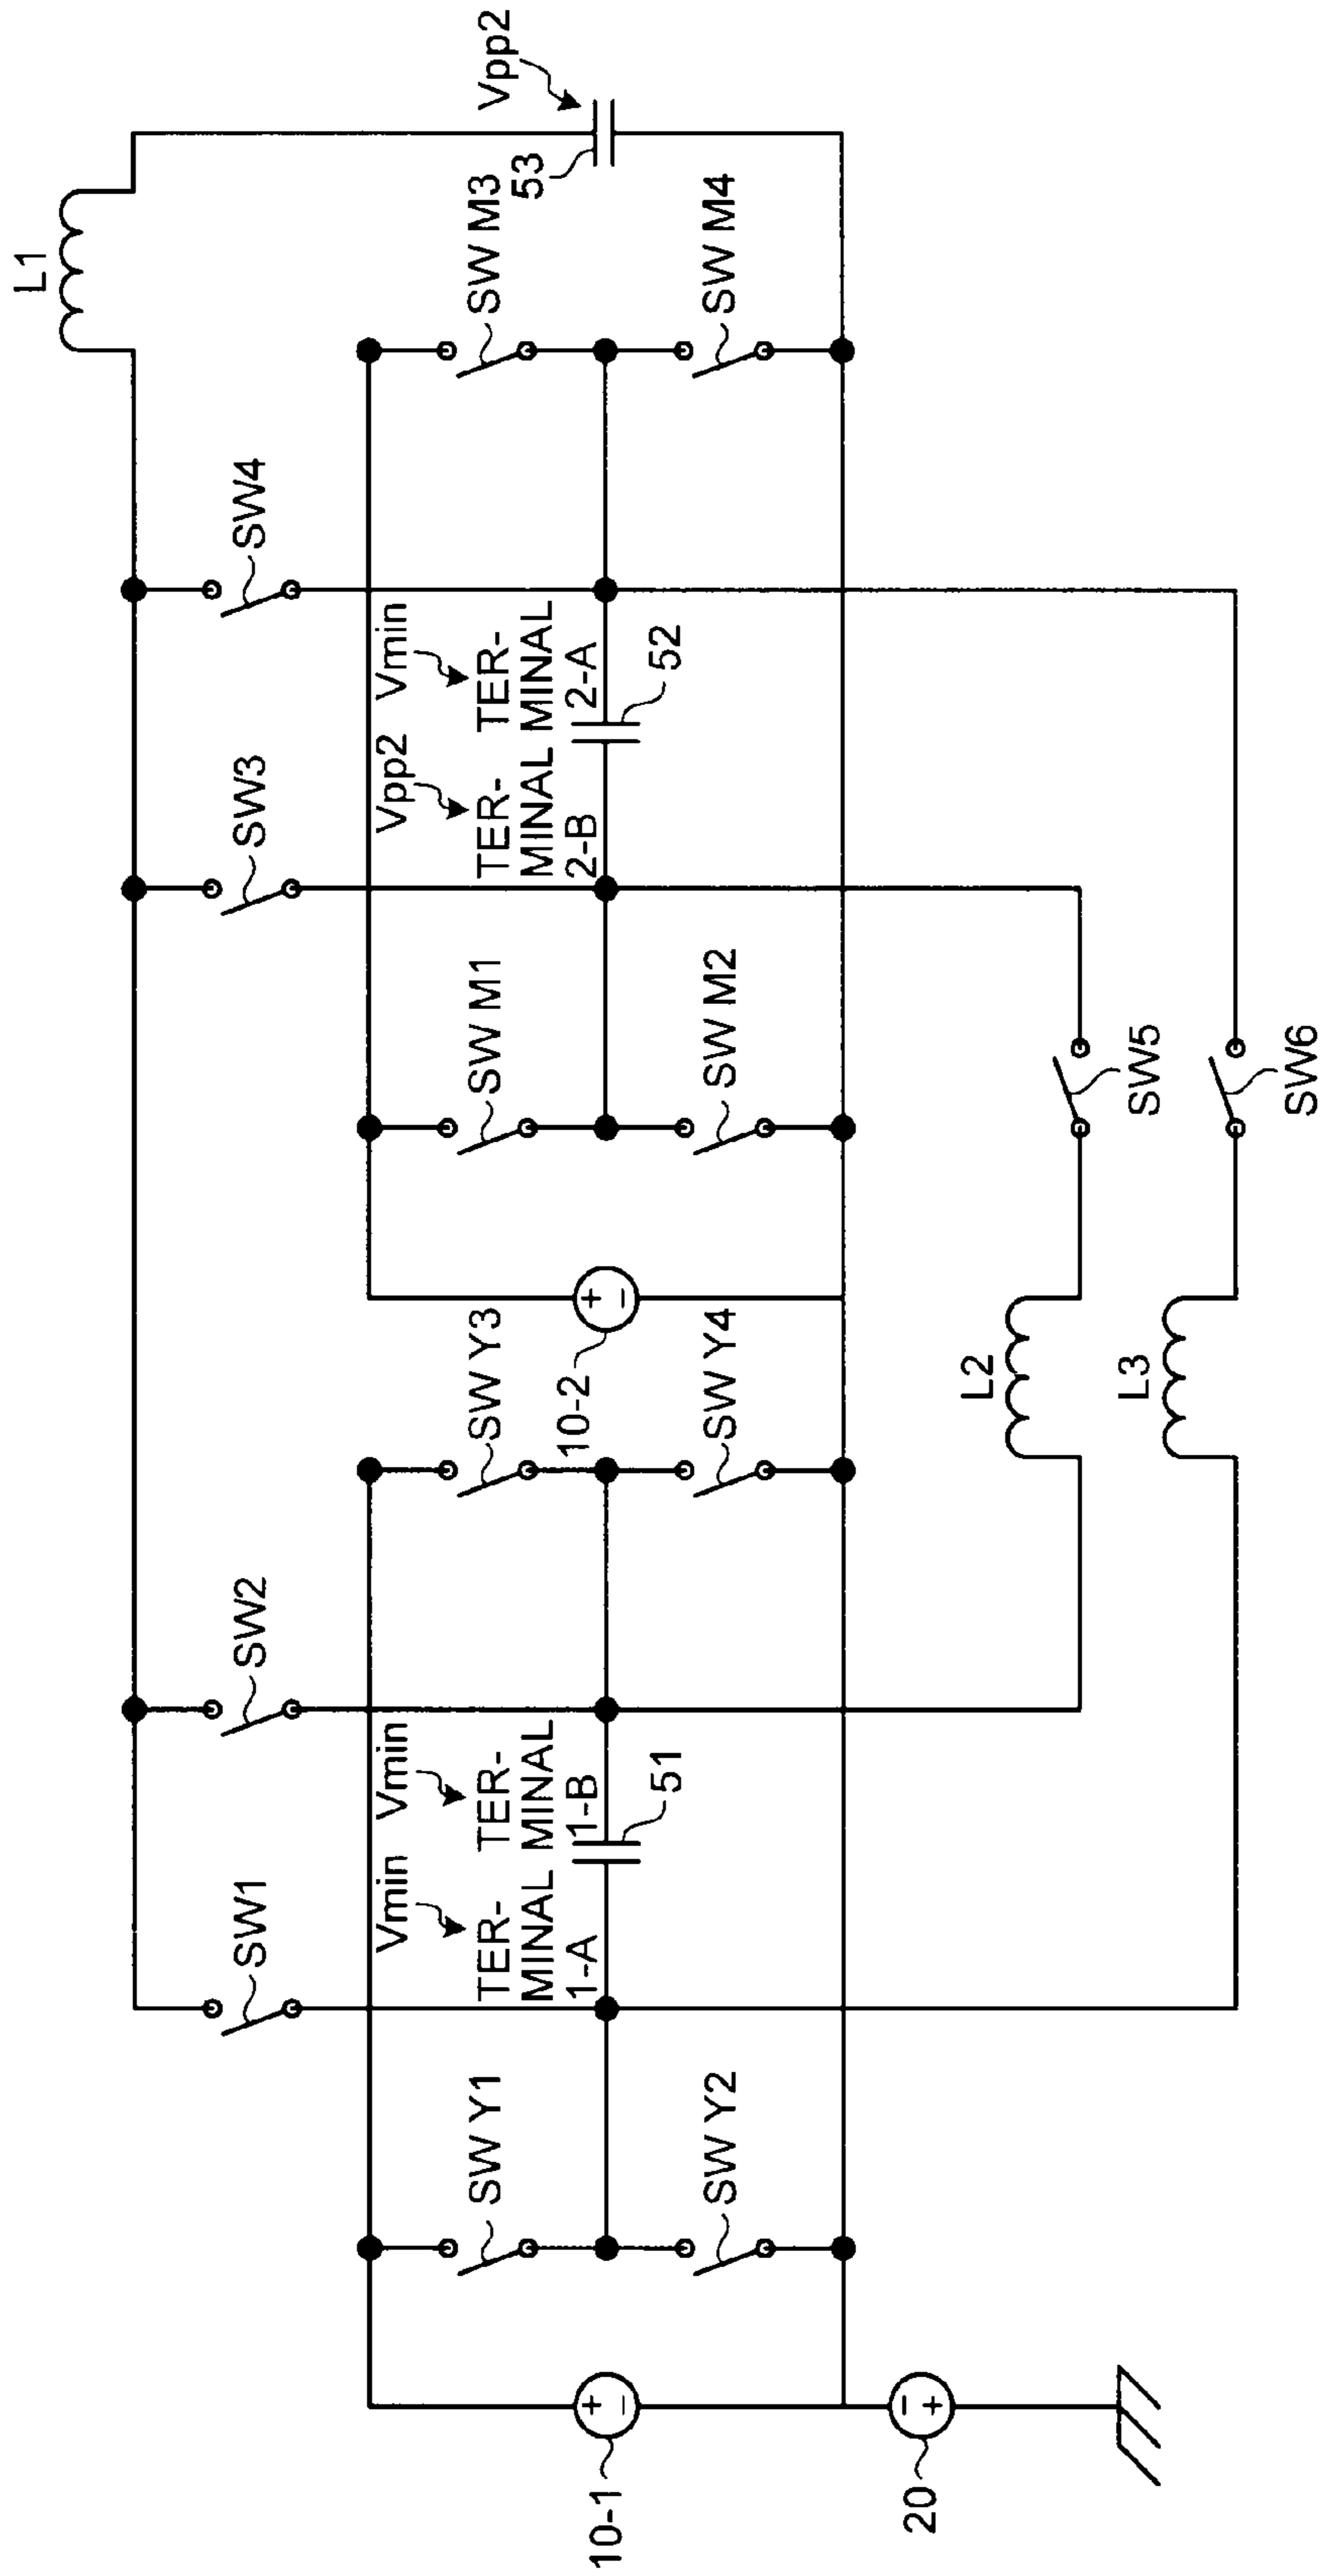 L1
Vpp2
53
SW4
SW3
SW2
SW1
SW M3
SW M4
Vmin
TER-
MINAL
2-A
Vpp2
TER-
MINAL
2-B
52
SW M1
SW M2
10-2
SW Y3
SW Y4
Vmin
TER-
MINAL
1-B
Vmin
TER-
MINAL
1-A
51
SW Y1
SW Y2
10-1
20
L2
L3
SW5
SW6